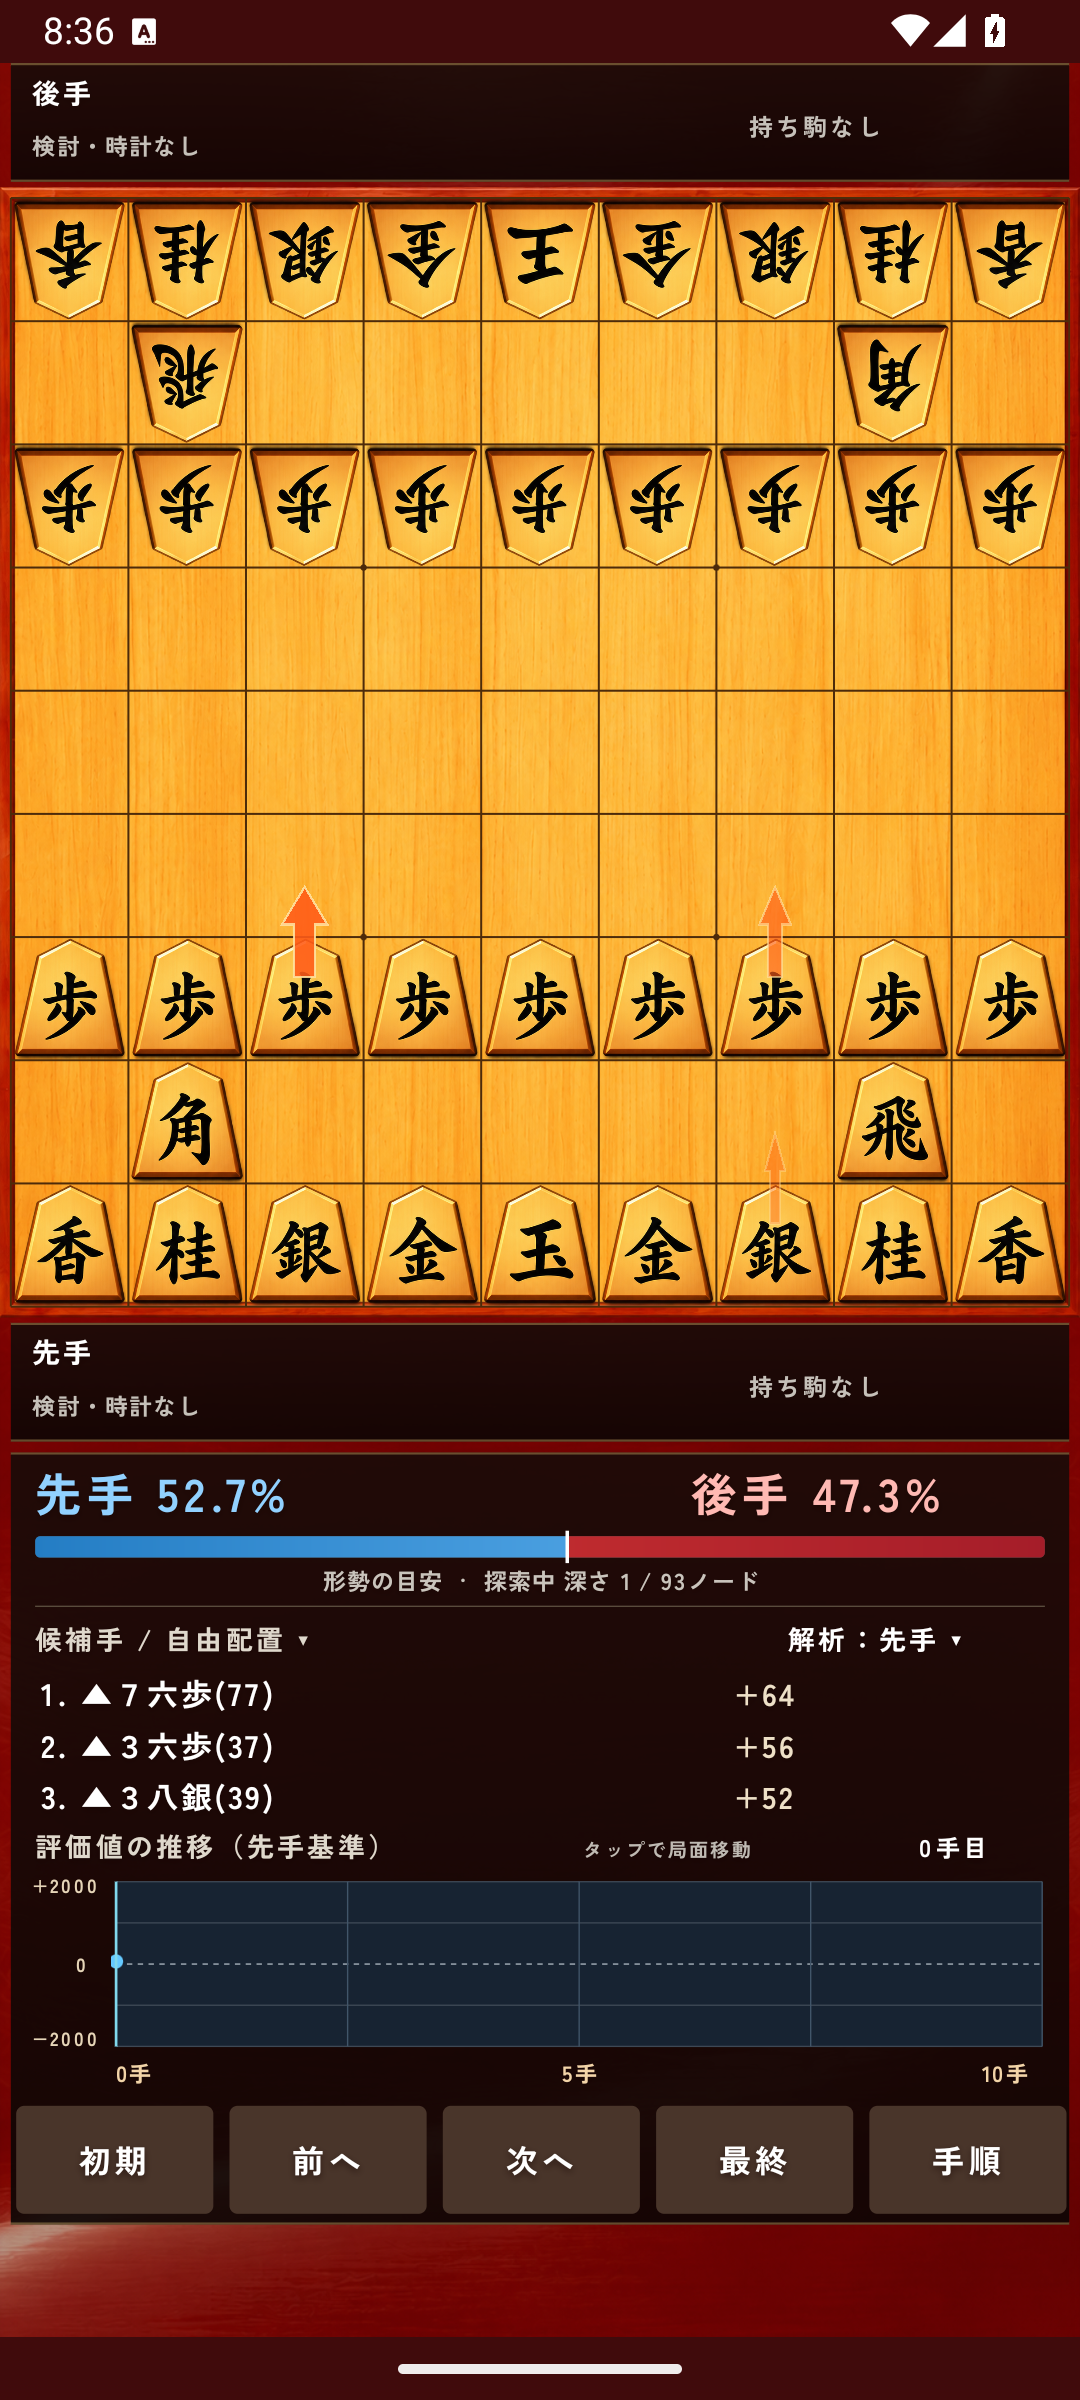 8:36
後手
検討・時計なし
持ち駒なし
香桂銀金王金銀桂香
飛角
歩歩歩歩歩歩歩歩歩
歩歩歩歩歩歩歩歩歩
角飛
香桂銀金玉金銀桂香
先手
検討・時計なし
持ち駒なし
先手 52.7% 後手 47.3%
形勢の目安 ・ 探索中 深さ 1 / 93ノード
候補手 / 自由配置 ▾ 解析:先手 ▾
1. ▲7六歩(77) +64
2. ▲3六歩(37) +56
3. ▲3八銀(39) +52
評価値の推移(先手基準) タップで局面移動 0手目
+2000
0
−2000
0手 5手 10手
初期 前へ 次へ 最終 手順